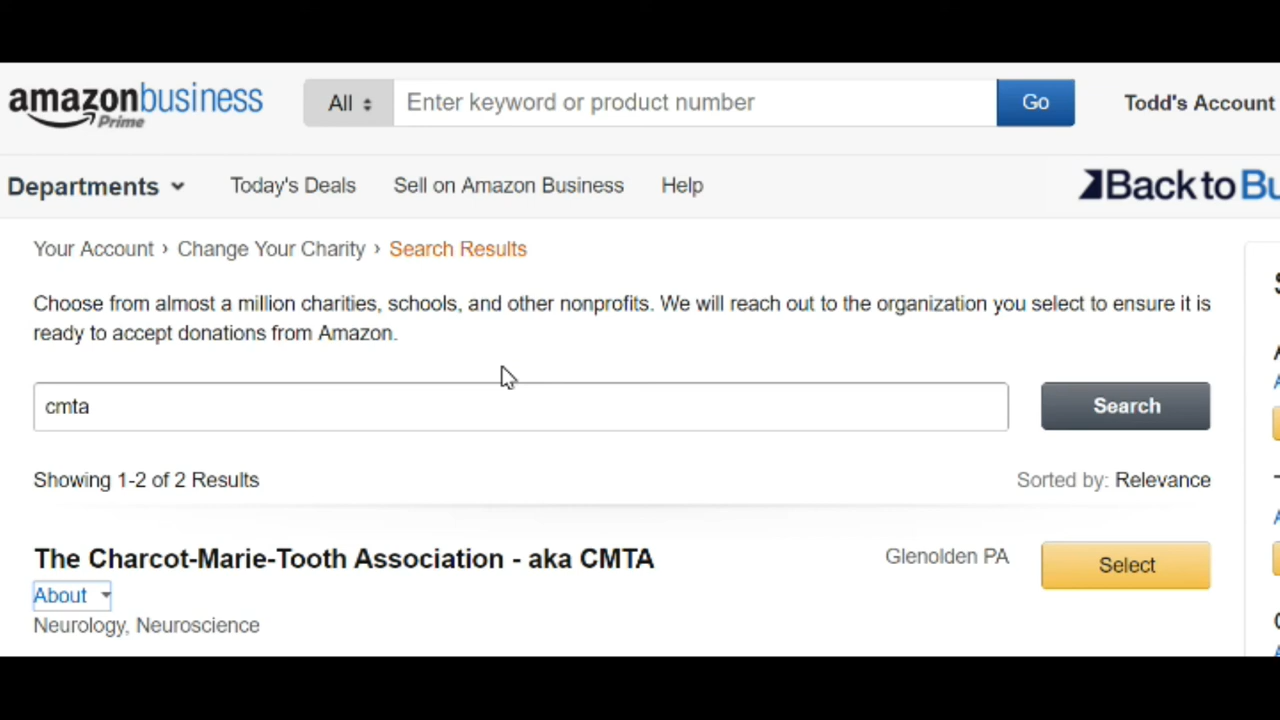 amazonbusiness
Prime
All
Enter keyword or product number
Go
Todd's Account
Departments
Today's Deals
Sell on Amazon Business
Help
Back to Bu
Your Account › Change Your Charity › Search Results
Choose from almost a million charities, schools, and other nonprofits. We will reach out to the organization you select to ensure it is
ready to accept donations from Amazon.
cmta
Search
Showing 1-2 of 2 Results
Sorted by: Relevance
The Charcot-Marie-Tooth Association - aka CMTA
Glenolden PA
Select
About
Neurology, Neuroscience